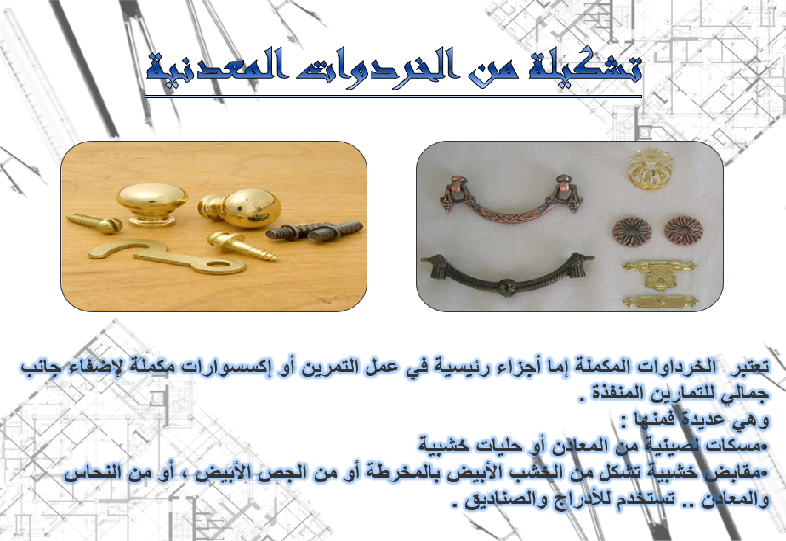 تشكيلة من الخردوات المعدنية
تعتبر الخرداوات المكملة إما أجزاء رئيسية في عمل التمرين أو إكسسوارات مكملة لإضفاء جانب
جمالي للتمارين المنفذة .
وهي عديدة فمنها :
•مسكات نصيلية من المعادن أو حليات خشبية
•مقابض خشبية تشكل من الخشب الأبيض بالمخرطة أو من الجص الأبيض ، أو من النحاس
والمعادن .. تستخدم للأدراج والصناديق .